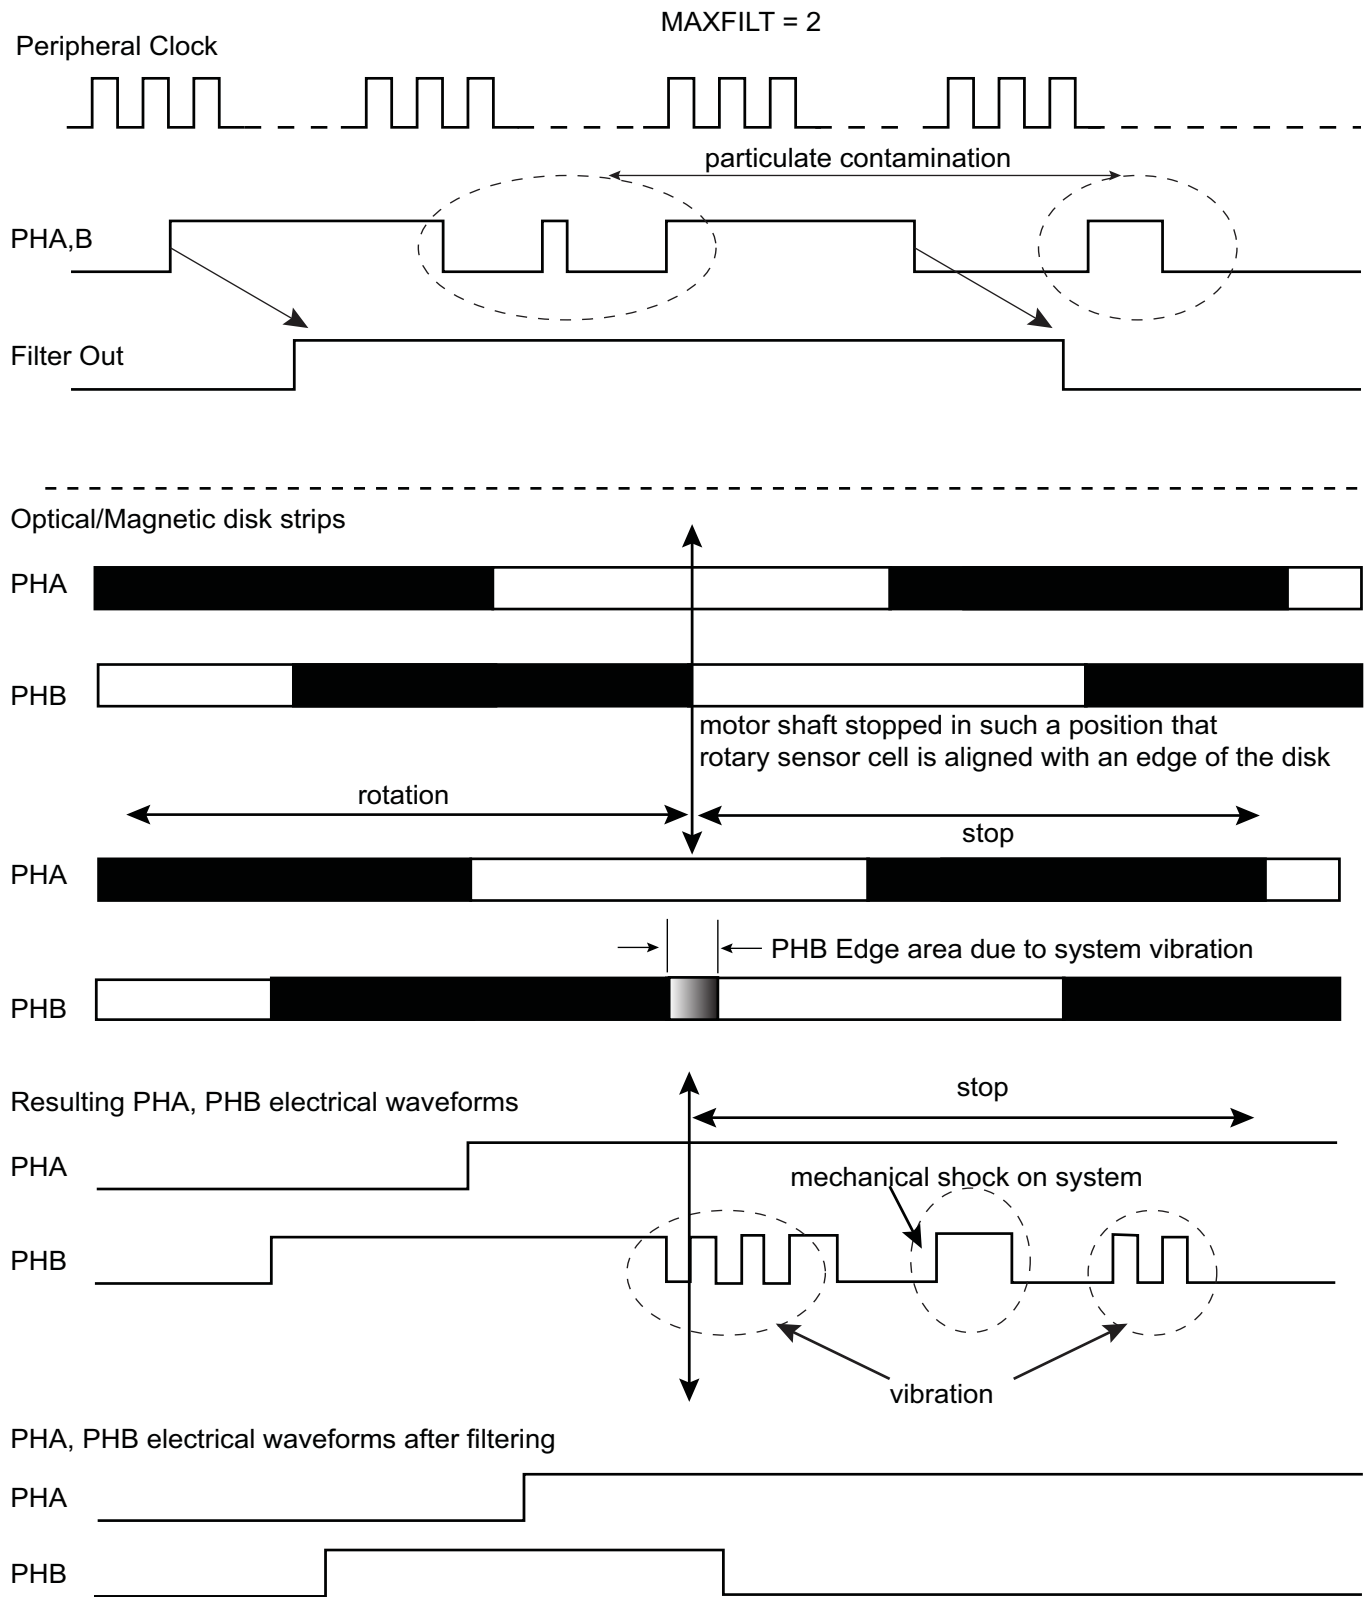 MAXFILT = 2
Peripheral Clock
particulate contamination
PHA,B
Filter Out
Optical/Magnetic disk strips
PHA
PHB
motor shaft stopped in such a position that
rotary sensor cell is aligned with an edge of the disk
rotation
stop
PHA
PHB Edge area due to system vibration
PHB
Resulting PHA, PHB electrical waveforms
stop
PHA
mechanical shock on system
PHB
vibration
PHA, PHB electrical waveforms after filtering
PHA
PHB